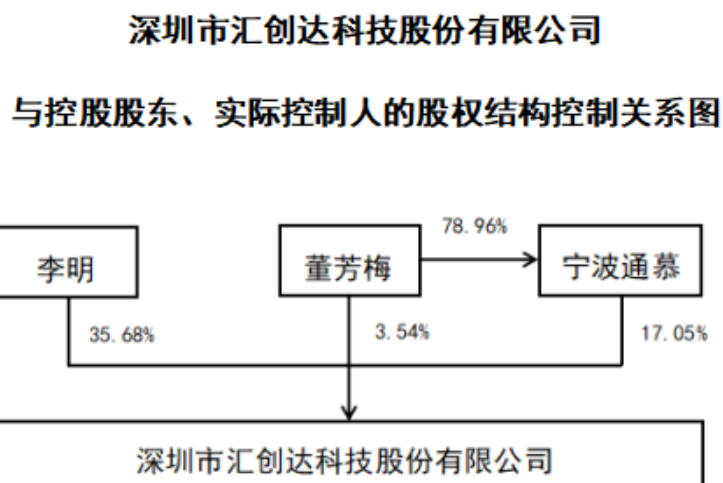 深圳市汇创达科技股份有限公司
与控股股东、实际控制人的股权结构控制关系图
78.96%
李明
董芳梅
宁波通慕
35.68%
3.54%
17.05%
深圳市汇创达科技股份有限公司